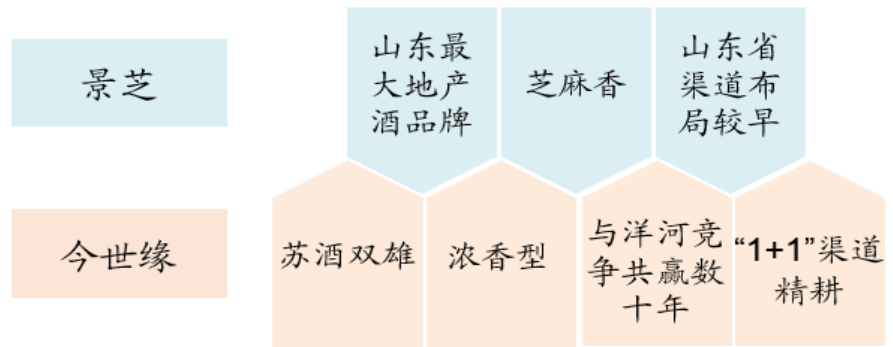 景芝
山东最
大地产
酒品牌
芝麻香
山东省
渠道布
局较早
今世缘
苏酒双雄
浓香型
与洋河竞
争共赢数
十年
“1+1”渠道
精耕